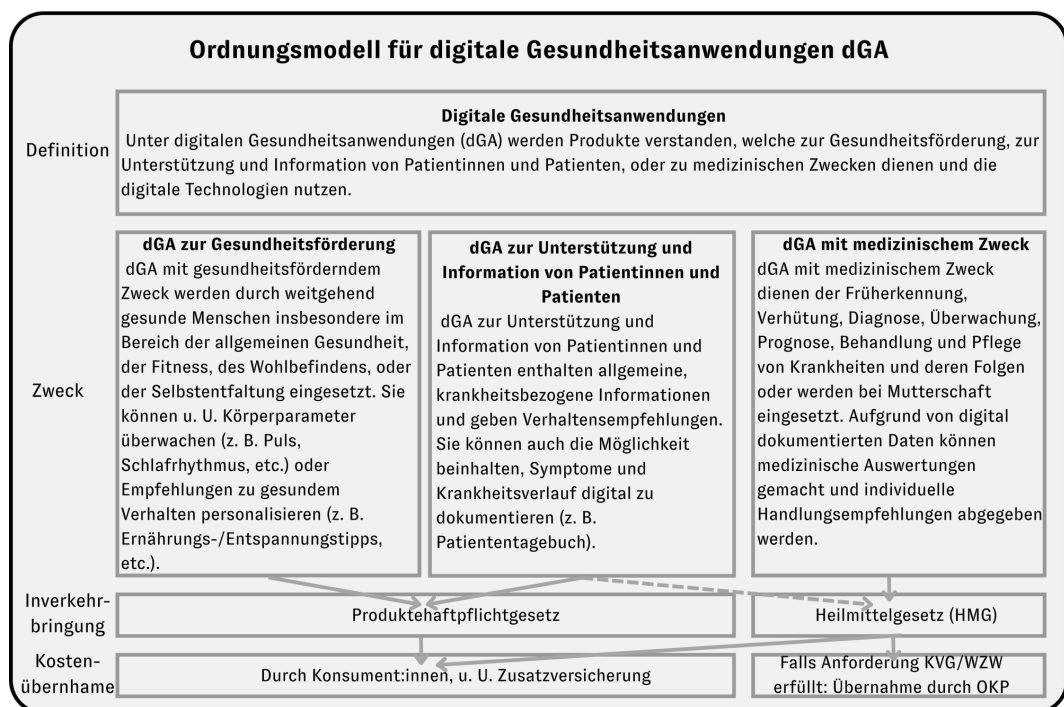 Ordnungsmodell für digitale Gesundheitsanwendungen dGA
Definition
Digitale Gesundheitsanwendungen
Unter digitalen Gesundheitsanwendungen (dGA) werden Produkte verstanden, welche zur Gesundheitsförderung, zur
Unterstützung und Information von Patientinnen und Patienten, oder zu medizinischen Zwecken dienen und die
digitale Technologien nutzen.
Zweck
dGA zur Gesundheitsförderung
dGA mit gesundheitsförderndem
Zweck werden durch weitgehend
gesunde Menschen insbesondere im
Bereich der allgemeinen Gesundheit,
der Fitness, des Wohlbefindens, oder
der Selbstentfaltung eingesetzt. Sie
können u. U. Körperparameter
überwachen (z. B. Puls,
Schlafrhythmus, etc.) oder
Empfehlungen zu gesundem
Verhalten personalisieren (z. B.
Ernährungs-/Entspannungstipps,
etc.).
dGA zur Unterstützung und
Information von Patientinnen und
Patienten
dGA zur Unterstützung und
Information von Patientinnen und
Patienten enthalten allgemeine,
krankheitsbezogene Informationen
und geben Verhaltensempfehlungen.
Sie können auch die Möglichkeit
beinhalten, Symptome und
Krankheitsverlauf digital zu
dokumentieren (z. B.
Patiententagebuch).
dGA mit medizinischem Zweck
dGA mit medizinischem Zweck
dienen der Früherkennung,
Verhütung, Diagnose, Überwachung,
Prognose, Behandlung und Pflege
von Krankheiten und deren Folgen
oder werden bei Mutterschaft
eingesetzt. Aufgrund von digital
dokumentierten Daten können
medizinische Auswertungen
gemacht und individuelle
Handlungsempfehlungen abgegeben
werden.
Inverkehr-
bringung
Produktehaftpflichtgesetz
Heilmittelgesetz (HMG)
Kosten-
übernhame
Durch Konsument:innen, u. U. Zusatzversicherung
Falls Anforderung KVG/WZW
erfüllt: Übernahme durch OKP